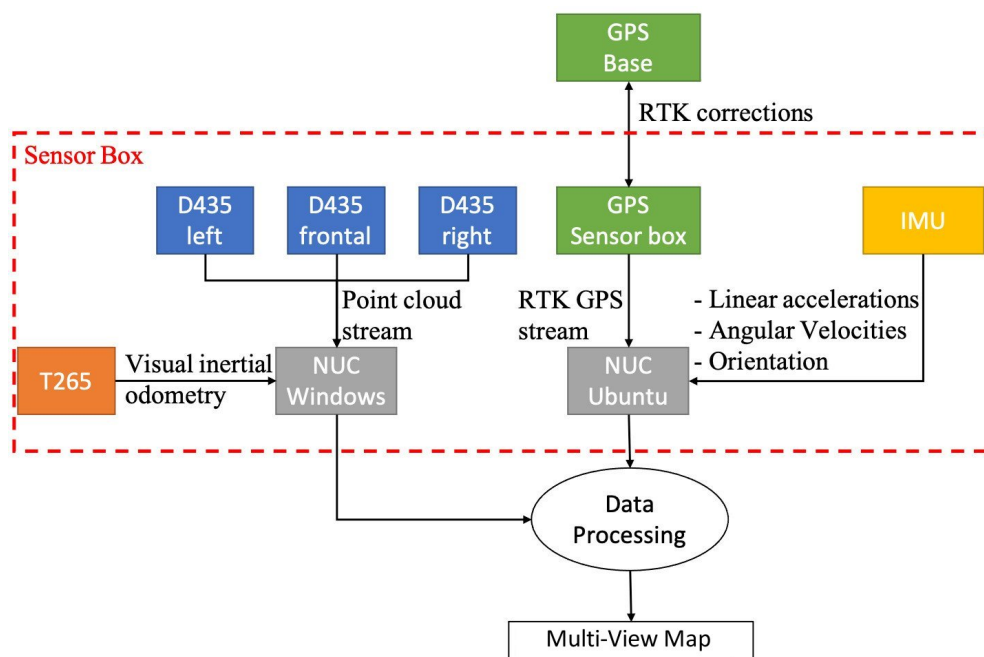 GPS
Base
RTK corrections
Sensor Box
D435
left
D435
frontal
D435
right
GPS
Sensor box
IMU
Point cloud
stream
RTK GPS
stream
- Linear accelerations
- Angular Velocities
- Orientation
T265
Visual inertial
odometry
NUC
Windows
NUC
Ubuntu
Data
Processing
Multi-View Map